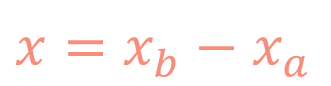 x = x_b − x_a